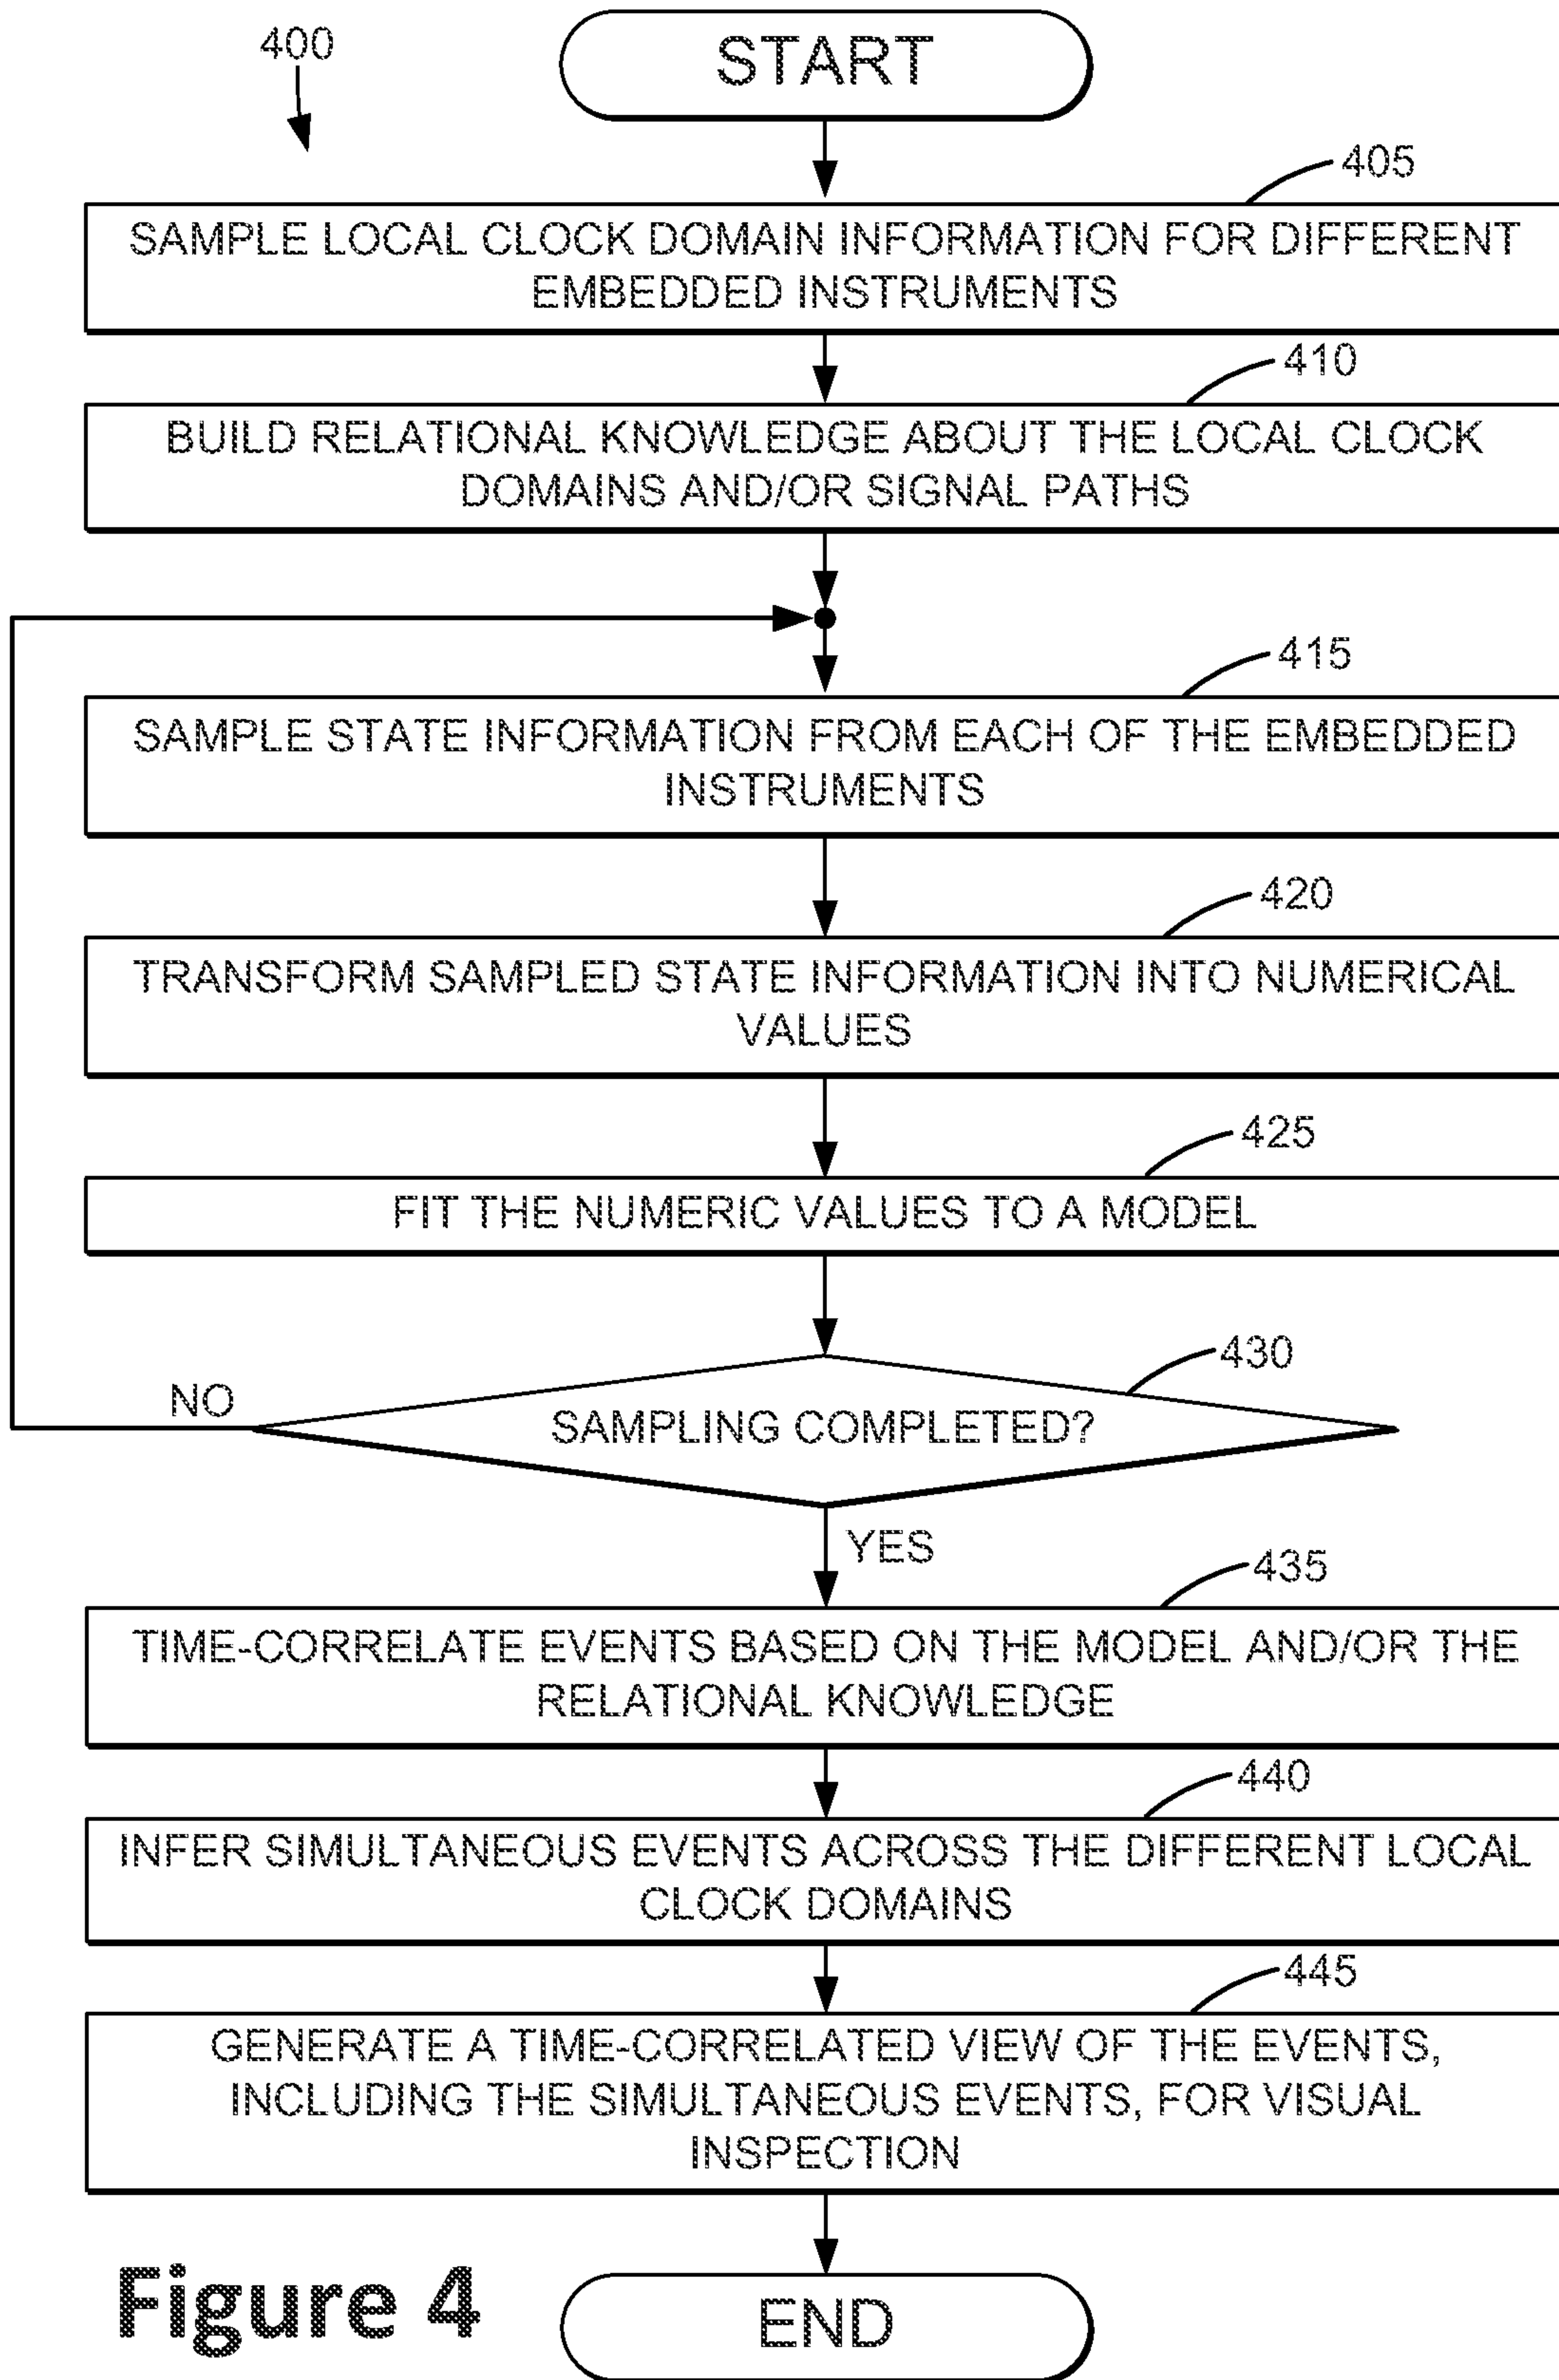 400
START
405
SAMPLE LOCAL CLOCK DOMAIN INFORMATION FOR DIFFERENT
EMBEDDED INSTRUMENTS
410
BUILD RELATIONAL KNOWLEDGE ABOUT THE LOCAL CLOCK
DOMAINS AND/OR SIGNAL PATHS
415
SAMPLE STATE INFORMATION FROM EACH OF THE EMBEDDED
INSTRUMENTS
420
TRANSFORM SAMPLED STATE INFORMATION INTO NUMERICAL
VALUES
425
FIT THE NUMERIC VALUES TO A MODEL
430
NO
SAMPLING COMPLETED?
YES
435
TIME-CORRELATE EVENTS BASED ON THE MODEL AND/OR THE
RELATIONAL KNOWLEDGE
440
INFER SIMULTANEOUS EVENTS ACROSS THE DIFFERENT LOCAL
CLOCK DOMAINS
445
GENERATE A TIME-CORRELATED VIEW OF THE EVENTS,
INCLUDING THE SIMULTANEOUS EVENTS, FOR VISUAL
INSPECTION
Figure 4
END